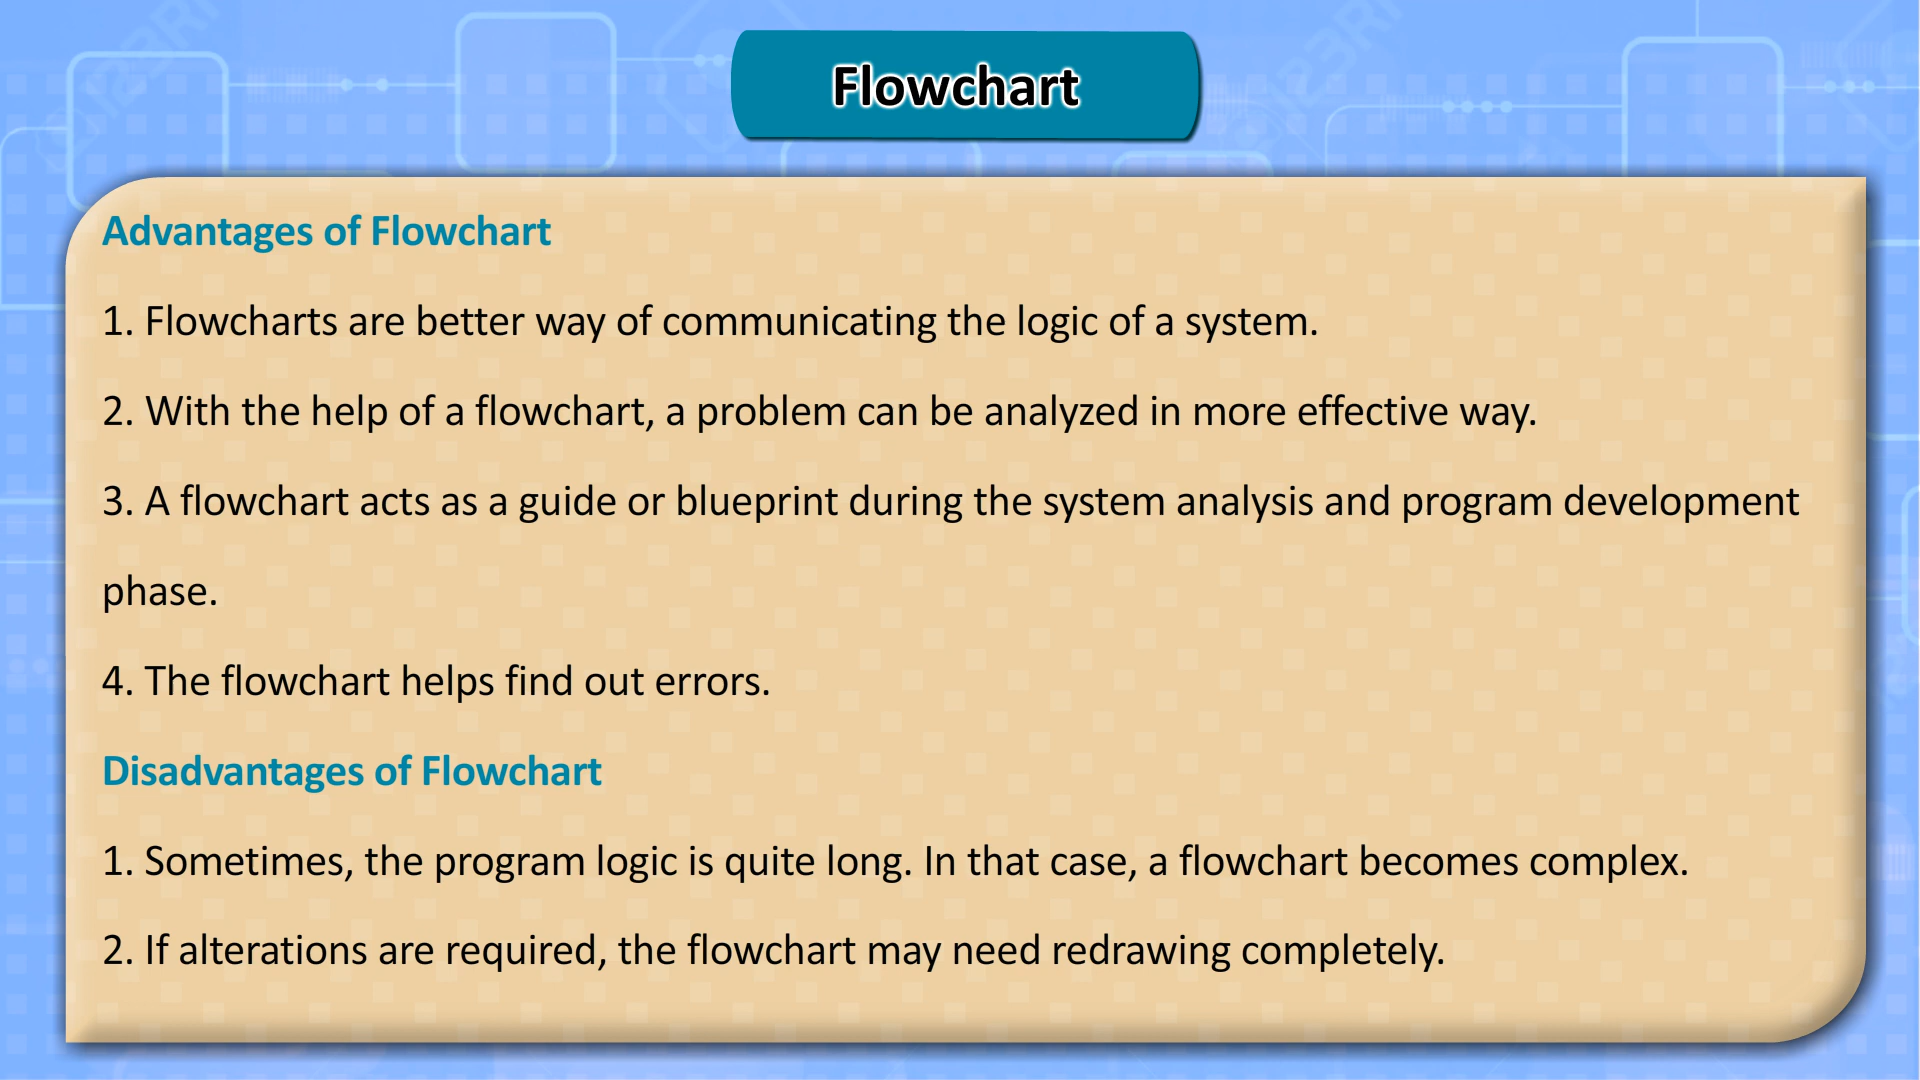 Flowchart
Advantages of Flowchart
1. Flowcharts are better way of communicating the logic of a system.
2. With the help of a flowchart, a problem can be analyzed in more effective way.
3. A flowchart acts as a guide or blueprint during the system analysis and program development
phase.
4. The flowchart helps find out errors.
Disadvantages of Flowchart
1. Sometimes, the program logic is quite long. In that case, a flowchart becomes complex.
2. If alterations are required, the flowchart may need redrawing completely.